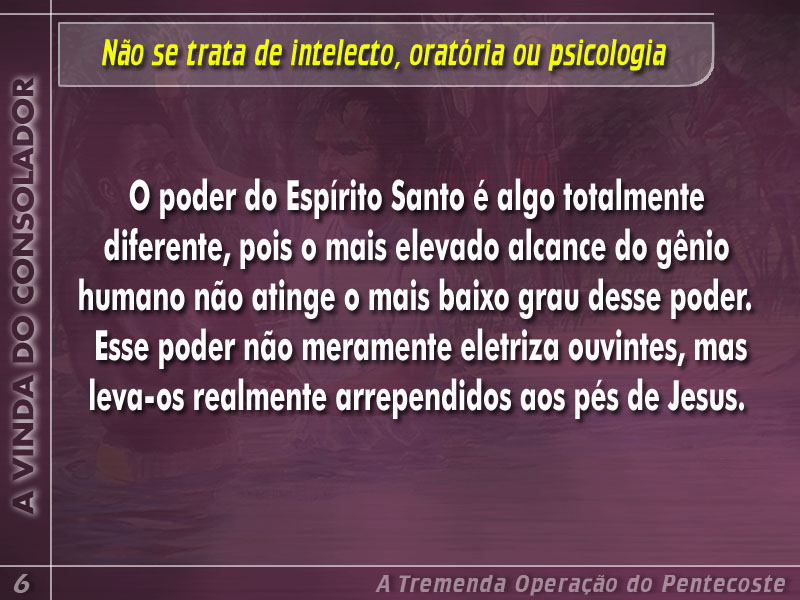 Não se trata de intelecto, oratória ou psicologia
A VINDA DO CONSOLADOR
O poder do Espírito Santo é algo totalmente
diferente, pois o mais elevado alcance do gênio
humano não atinge o mais baixo grau desse poder.
Esse poder não meramente eletriza ouvintes, mas
leva-os realmente arrependidos aos pés de Jesus.
6
A Tremenda Operação do Pentecoste